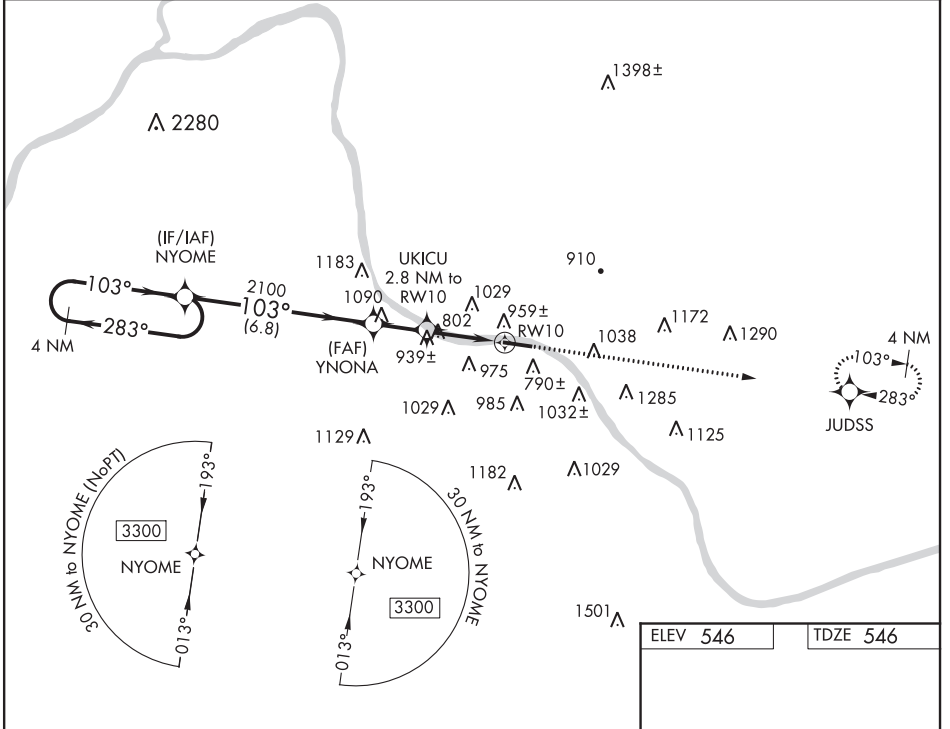 1398±
2280
(IF/IAF)
NYOME
103°
283°
4 NM
2100
103°
(6.8)
1183
1090
(FAF)
YNONA
UKICU
2.8 NM to
RW10
939±
802
1029
959±
RW10
910
1038
1172
1290
975
790±
985
1032±
1285
1125
1029
1129
1182
1029
1501
4 NM
103°
283°
JUDSS
30 NM to NYOME (NoPT)
193°
3300
NYOME
013°
30 NM to NYOME
193°
NYOME
3300
013°
ELEV 546
TDZE 546